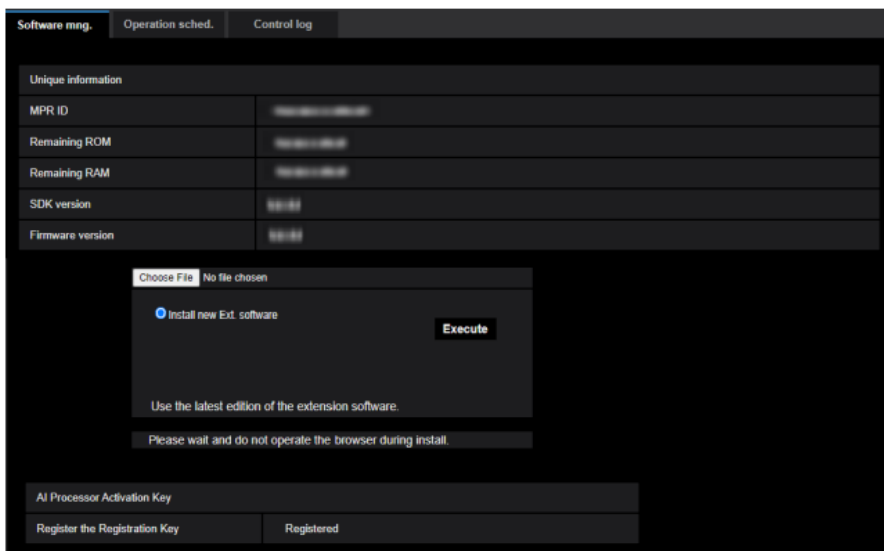 Software mng. Operation sched. Control log
Unique information
MPR ID
Remaining ROM
Remaining RAM
SDK version
Firmware version
Choose File No file chosen
Install new Ext. software
Execute
Use the latest edition of the extension software.
Please wait and do not operate the browser during install.
AI Processor Activation Key
Register the Registration Key Registered